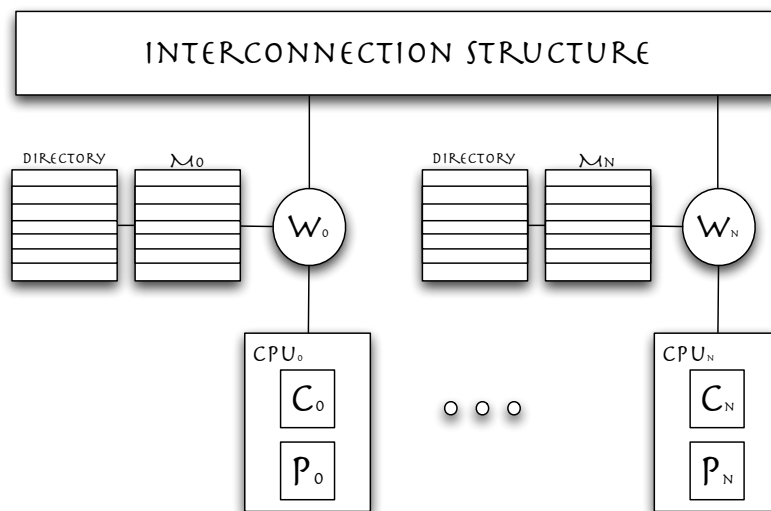 INTERCONNECTION STRUCTURE
DIRECTORY M0 DIRECTORY MN
W0 WN
CPU0 CPUN
C0 CN
P0 PN